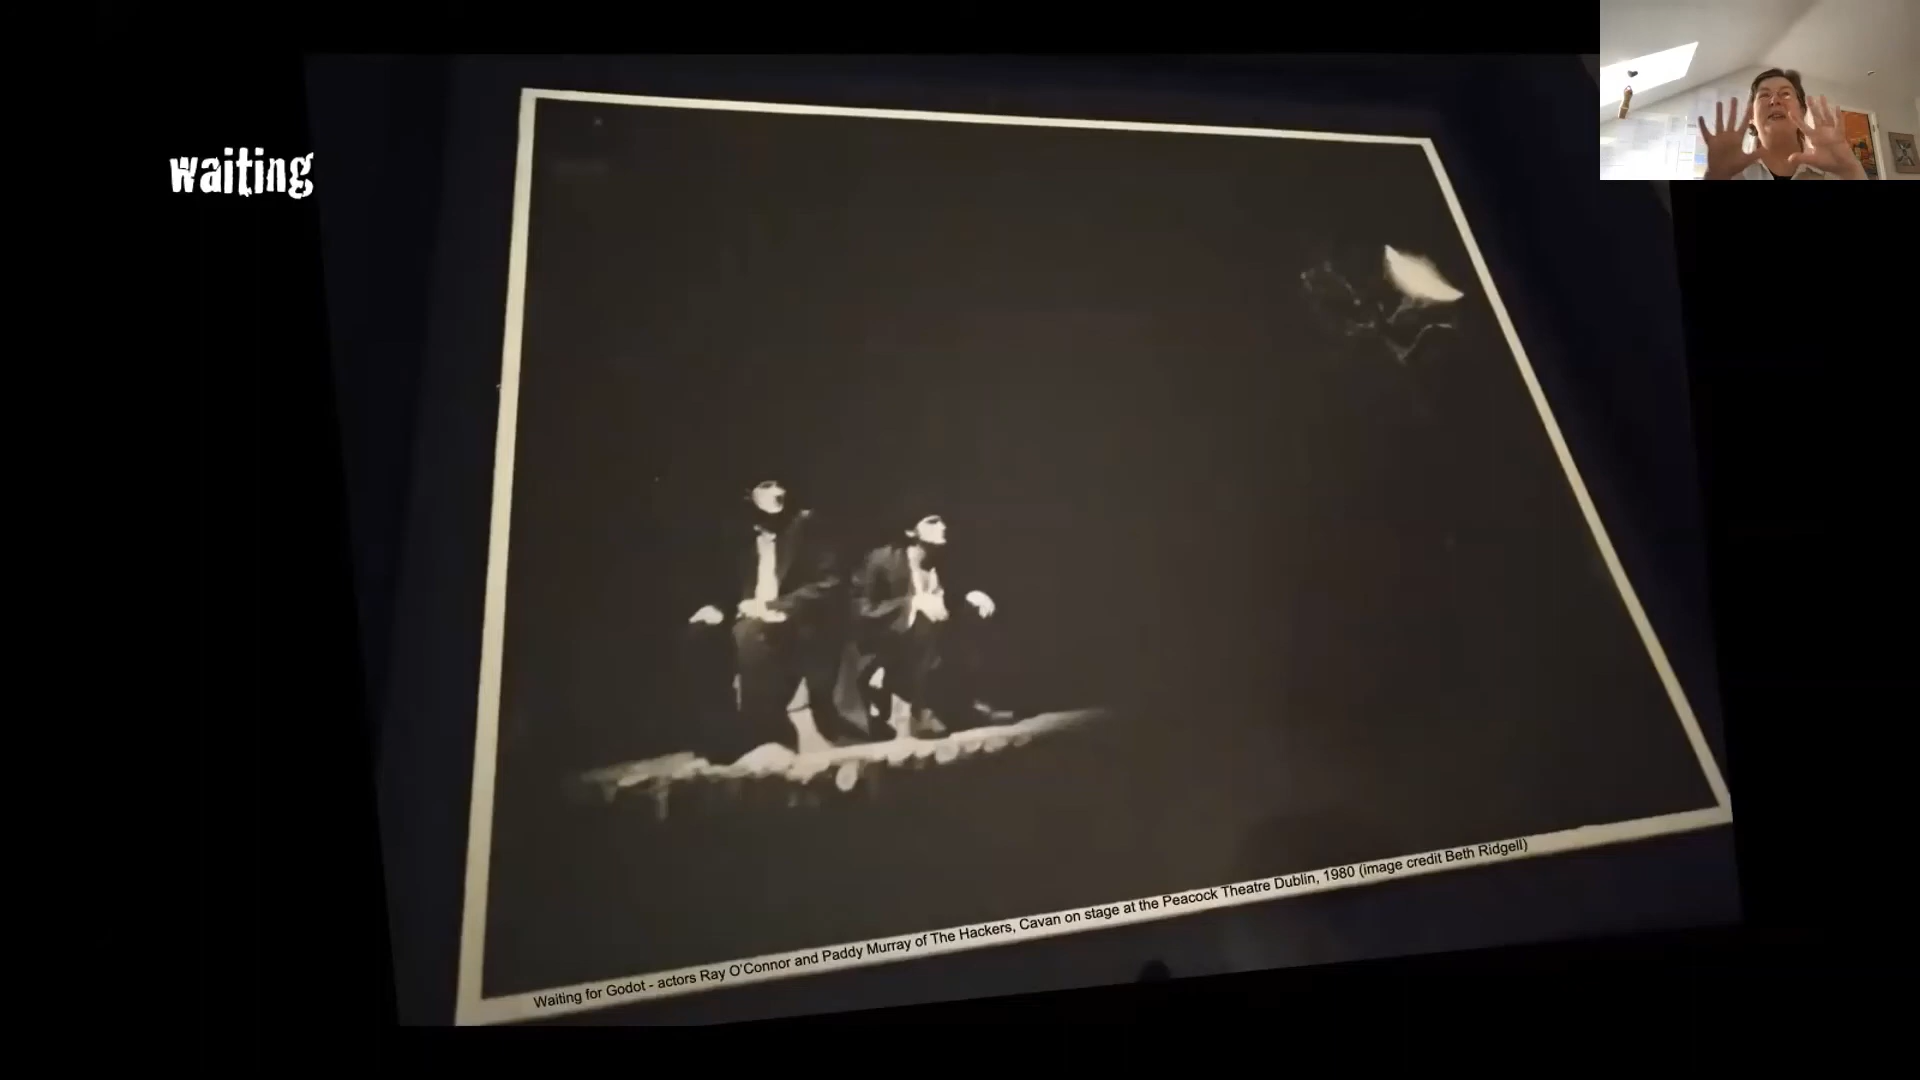 waiting
Waiting for Godot - actors Ray O'Connor and Paddy Murray of The Hackers, Cavan on stage at the Peacock Theatre Dublin, 1980 (image credit Beth Ridgell)